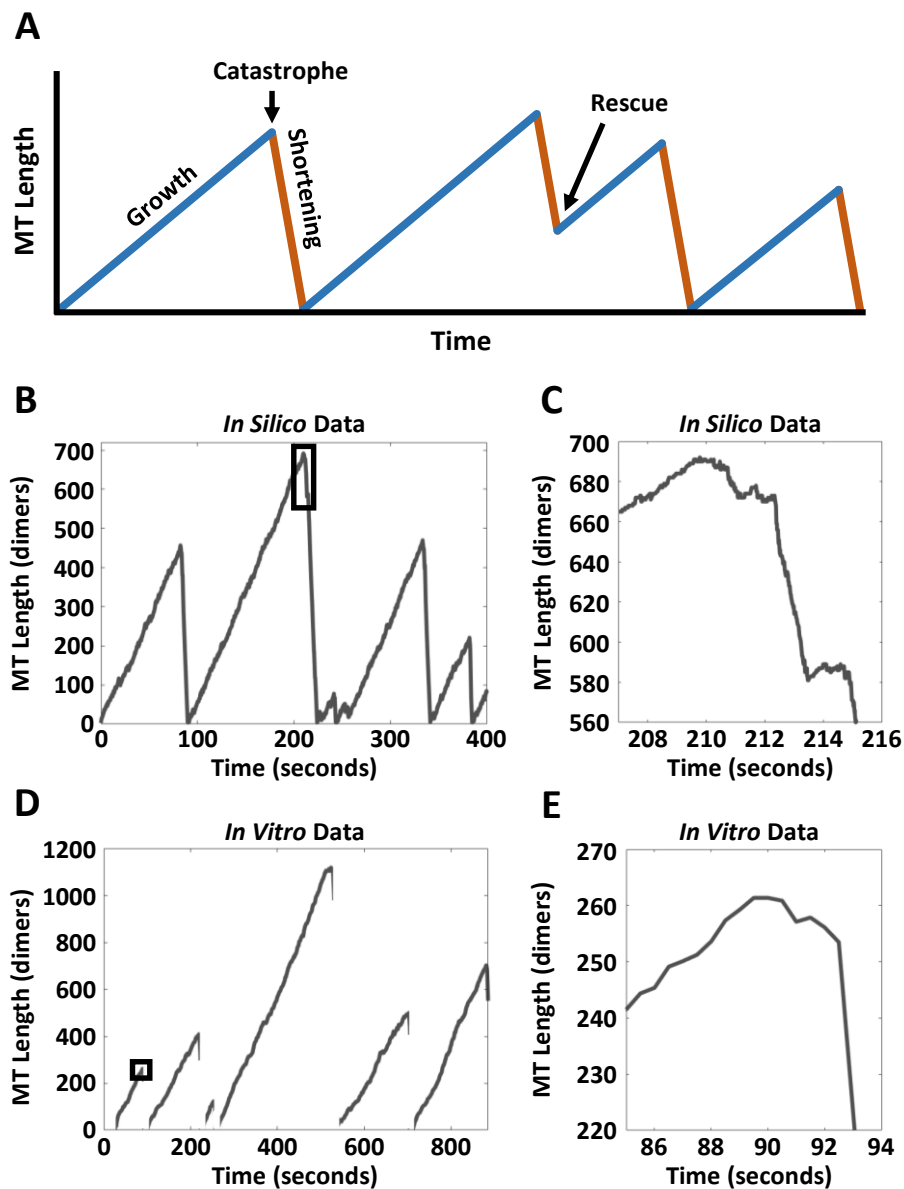 A
Catastrophe
Rescue
Growth
Shortening
MT Length
Time
B
In Silico Data
MT Length (dimers)
700
600
500
400
300
200
100
0
0 100 200 300 400
Time (seconds)
C
In Silico Data
MT Length (dimers)
700
680
660
640
620
600
580
560
208 210 212 214 216
Time (seconds)
D
In Vitro Data
MT Length (dimers)
1200
1000
800
600
400
200
0
0 200 400 600 800
Time (seconds)
E
In Vitro Data
MT Length (dimers)
270
260
250
240
230
220
86 88 90 92 94
Time (seconds)